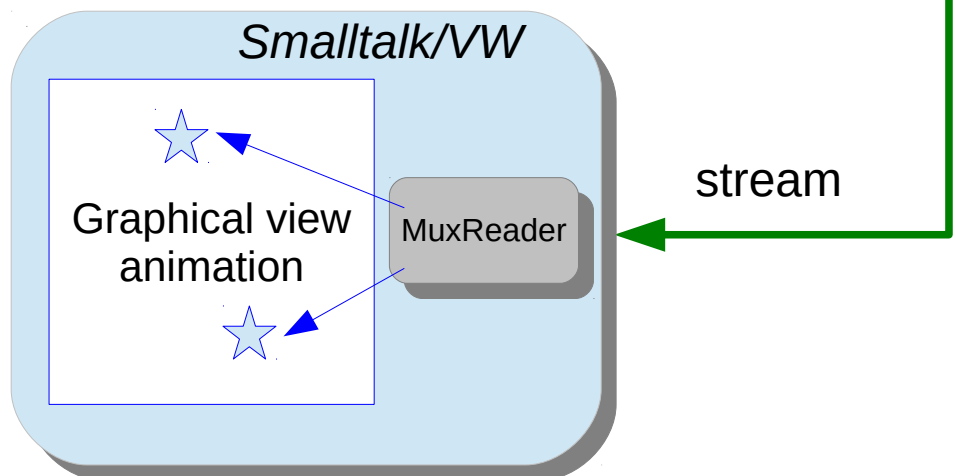 Smalltalk/VW
stream
Graphical view
animation
MuxReader